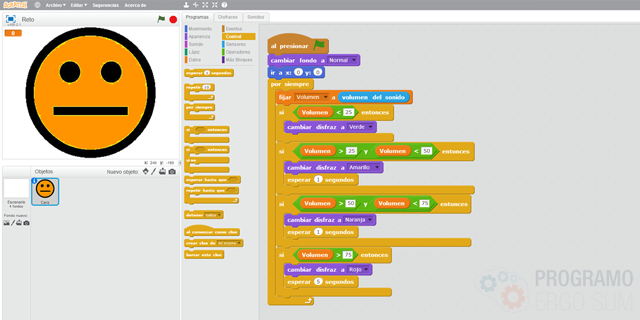 SCRATCH Archivo Editar Sugerencias Acerca de
Reto
0
x: 240 y: -180
Objetos Nuevo objeto
Escenario
4 fondos
Fondo nuevo
Cara
Programas Disfraces Sonidos
Movimiento Eventos
Apariencia Control
Sonido Sensores
Lápiz Operadores
Datos Más Bloques
esperar 1 segundos
repetir 10
por siempre
si entonces
si entonces
si no
esperar hasta que
repetir hasta que
detener todos
al comenzar como clon
crear clon de mí mismo
borrar este clon
al presionar
cambiar fondo a Normal
ir a x: 0 y: 0
por siempre
fijar Volumen a volumen del sonido
si Volumen < 25 entonces
cambiar disfraz a Verde
si Volumen > 25 y Volumen < 50 entonces
cambiar disfraz a Amarillo
esperar 1 segundos
si Volumen > 50 y Volumen < 75 entonces
cambiar disfraz a Naranja
esperar 1 segundos
si Volumen > 75 entonces
cambiar disfraz a Rojo
esperar 5 segundos
PROGRAMO
ERGO SUM